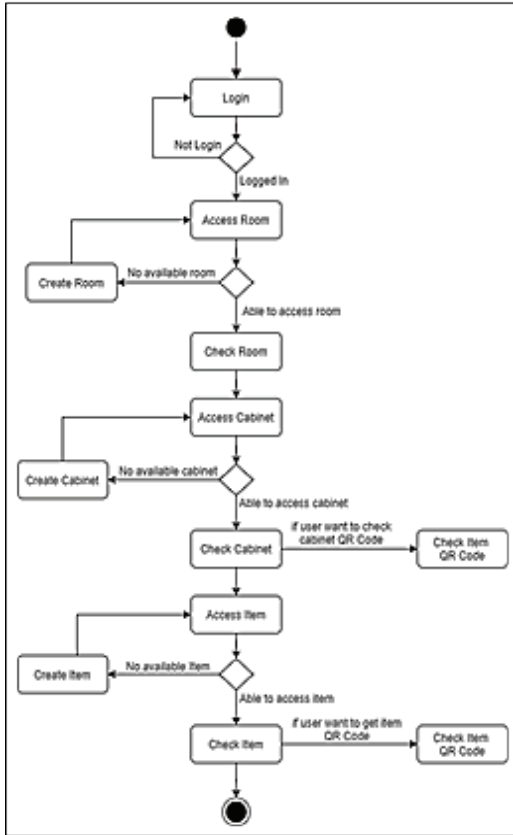 Login
Not Login
Logged In
Access Room
No available room
Create Room
Able to access room
Check Room
Access Cabinet
No available cabinet
Create Cabinet
Able to access cabinet
if user want to check
cabinet QR Code
Check Cabinet
Check Item
QR Code
Access Item
No available Item
Create Item
Able to access item
if user want to get item
QR Code
Check Item
Check Item
QR Code